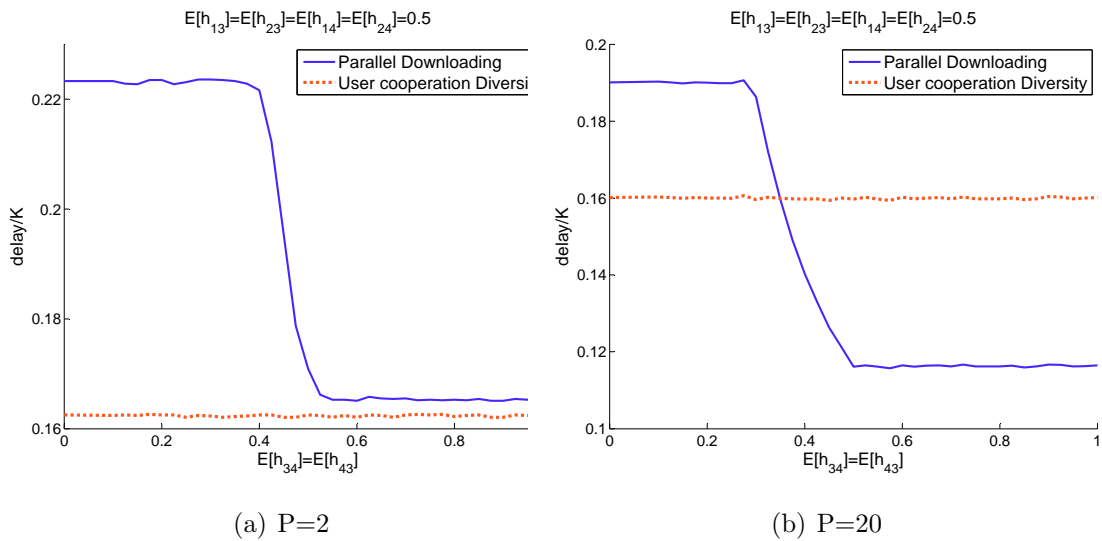 E[h13]=E[h23]=E[h14]=E[h24]=0.5
Parallel Downloading
User cooperation Diversi
0.22
0.2
0.18
0.16
delay/K
0 0.2 0.4 0.6 0.8
E[h34]=E[h43]
(a) P=2
E[h13]=E[h23]=E[h14]=E[h24]=0.5
Parallel Downloading
User cooperation Diversity
0.2
0.18
0.16
0.14
0.12
0.1
delay/K
0 0.2 0.4 0.6 0.8 1
E[h34]=E[h43]
(b) P=20